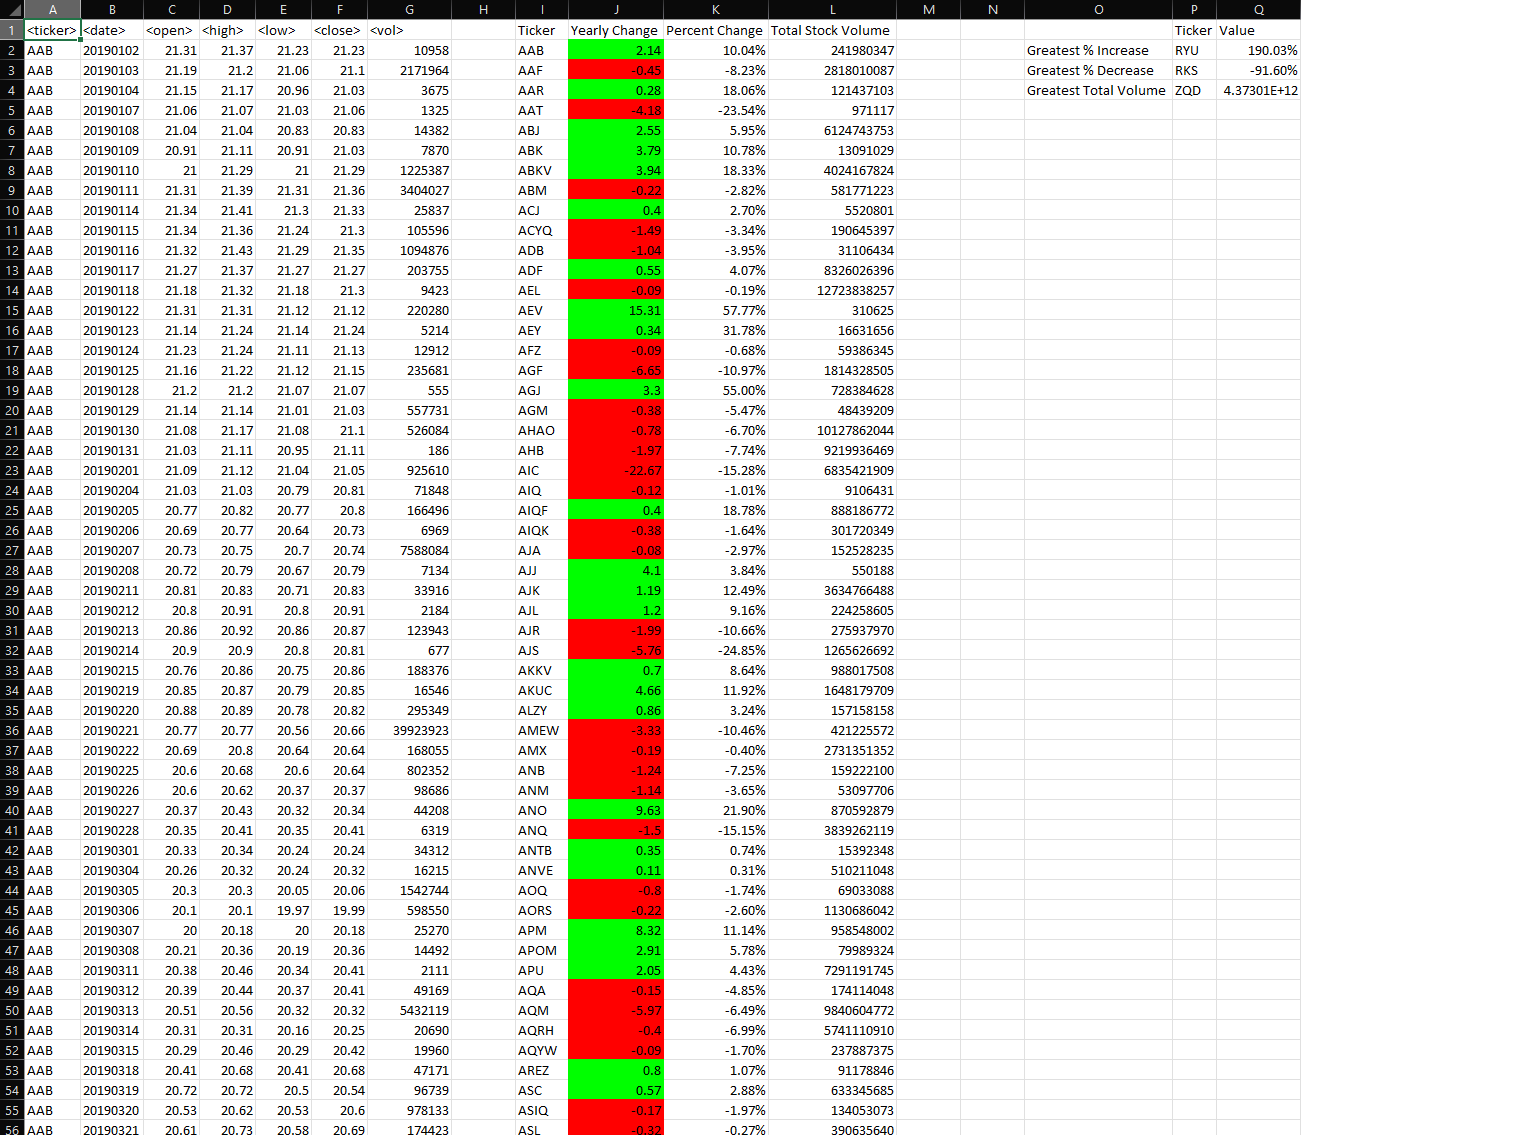 A B C D E F G H I J K L M N O P Q
1 <ticker> <date> <open> <high> <low> <close> <vol> Ticker Yearly Change Percent Change Total Stock Volume Ticker Value
2 AAB 20190102 21.31 21.37 21.23 21.23 10958 AAB 2.14 10.04% 241980347 Greatest % Increase RYU 190.03%
3 AAB 20190103 21.19 21.2 21.06 21.1 2171964 AAF -0.45 -8.23% 2818010087 Greatest % Decrease RKS -91.60%
4 AAB 20190104 21.15 21.17 20.96 21.03 3675 AAR 0.28 18.06% 121437103 Greatest Total Volume ZQD 4.37301E+12
5 AAB 20190107 21.06 21.07 21.03 21.06 1325 AAT -4.18 -23.54% 971117
6 AAB 20190108 21.04 21.04 20.83 20.83 14382 ABJ 2.55 5.95% 6124743753
7 AAB 20190109 20.91 21.11 20.91 21.03 7870 ABK 3.79 10.78% 13091029
8 AAB 20190110 21 21.29 21 21.29 1225387 ABKV 3.94 18.33% 4024167824
9 AAB 20190111 21.31 21.39 21.31 21.36 3404027 ABM -0.22 -2.82% 581771223
10 AAB 20190114 21.34 21.41 21.3 21.33 25837 ACJ 0.4 2.70% 5520801
11 AAB 20190115 21.34 21.36 21.24 21.3 105596 ACYQ -1.49 -3.34% 190645397
12 AAB 20190116 21.32 21.43 21.29 21.35 1094876 ADB -1.04 -3.95% 31106434
13 AAB 20190117 21.27 21.37 21.27 21.27 203755 ADF 0.55 4.07% 8326026396
14 AAB 20190118 21.18 21.32 21.18 21.3 9423 AEL -0.09 -0.19% 12723838257
15 AAB 20190122 21.31 21.31 21.12 21.12 220280 AEV 15.31 57.77% 310625
16 AAB 20190123 21.14 21.24 21.14 21.24 5214 AEY 0.34 31.78% 16631656
17 AAB 20190124 21.23 21.24 21.11 21.13 12912 AFZ -0.09 -0.68% 59386345
18 AAB 20190125 21.16 21.22 21.12 21.15 235681 AGF -6.65 -10.97% 1814328505
19 AAB 20190128 21.2 21.2 21.07 21.07 555 AGJ 3.3 55.00% 728384628
20 AAB 20190129 21.14 21.14 21.01 21.03 557731 AGM -0.38 -5.47% 48439209
21 AAB 20190130 21.08 21.17 21.08 21.1 526084 AHAO -0.78 -6.70% 10127862044
22 AAB 20190131 21.03 21.11 20.95 21.11 186 AHB -1.97 -7.74% 9219936469
23 AAB 20190201 21.09 21.12 21.04 21.05 925610 AIC -22.67 -15.28% 6835421909
24 AAB 20190204 21.03 21.03 20.79 20.81 71848 AIQ -0.12 -1.01% 9106431
25 AAB 20190205 20.77 20.82 20.77 20.8 166496 AIQF 0.4 18.78% 888186772
26 AAB 20190206 20.69 20.77 20.64 20.73 6969 AIQK -0.38 -1.64% 301720349
27 AAB 20190207 20.73 20.75 20.7 20.74 7588084 AJA -0.08 -2.97% 152528235
28 AAB 20190208 20.72 20.79 20.67 20.79 7134 AJJ 4.1 3.84% 550188
29 AAB 20190211 20.81 20.83 20.71 20.83 33916 AJK 1.19 12.49% 3634766488
30 AAB 20190212 20.8 20.91 20.8 20.91 2184 AJL 1.2 9.16% 224258605
31 AAB 20190213 20.86 20.92 20.86 20.87 123943 AJR -1.99 -10.66% 275937970
32 AAB 20190214 20.9 20.9 20.8 20.81 677 AJS -5.76 -24.85% 1265626692
33 AAB 20190215 20.76 20.86 20.75 20.86 188376 AKKV 0.7 8.64% 988017508
34 AAB 20190219 20.85 20.87 20.79 20.85 16546 AKUC 4.66 11.92% 1648179709
35 AAB 20190220 20.88 20.89 20.78 20.82 295349 ALZY 0.86 3.24% 157158158
36 AAB 20190221 20.77 20.77 20.56 20.66 39923923 AMEW -3.33 -10.46% 421225572
37 AAB 20190222 20.69 20.8 20.64 20.64 168055 AMX -0.19 -0.40% 2731351352
38 AAB 20190225 20.6 20.68 20.6 20.64 802352 ANB -1.24 -7.25% 159222100
39 AAB 20190226 20.6 20.62 20.37 20.37 98686 ANM -1.14 -3.65% 53097706
40 AAB 20190227 20.37 20.43 20.32 20.34 44208 ANO 9.63 21.90% 870592879
41 AAB 20190228 20.35 20.41 20.35 20.41 6319 ANQ -1.5 -15.15% 3839262119
42 AAB 20190301 20.33 20.34 20.24 20.24 34312 ANTB 0.35 0.74% 15392348
43 AAB 20190304 20.26 20.32 20.24 20.32 16215 ANVE 0.11 0.31% 510211048
44 AAB 20190305 20.3 20.3 20.05 20.06 1542744 AOQ -0.8 -1.74% 69033088
45 AAB 20190306 20.1 20.1 19.97 19.99 598550 AORS -0.22 -2.60% 1130686042
46 AAB 20190307 20 20.18 20 20.18 25270 APM 8.32 11.14% 958548002
47 AAB 20190308 20.21 20.36 20.19 20.36 14492 APOM 2.91 5.78% 79989324
48 AAB 20190311 20.38 20.46 20.34 20.41 2111 APU 2.05 4.43% 7291191745
49 AAB 20190312 20.39 20.44 20.37 20.41 49169 AQA -0.15 -4.85% 174114048
50 AAB 20190313 20.51 20.56 20.32 20.32 5432119 AQM -5.97 -6.49% 9840604772
51 AAB 20190314 20.31 20.31 20.16 20.25 20690 AQRH -0.4 -6.99% 5741110910
52 AAB 20190315 20.29 20.46 20.29 20.42 19960 AQYW -0.09 -1.70% 237887375
53 AAB 20190318 20.41 20.68 20.41 20.68 47171 AREZ 0.8 1.07% 91178846
54 AAB 20190319 20.72 20.72 20.5 20.54 96739 ASC 0.57 2.88% 633345685
55 AAB 20190320 20.53 20.62 20.53 20.6 978133 ASIQ -0.17 -1.97% 134053073
56 AAB 20190321 20.61 20.73 20.58 20.69 174423 ASL -0.32 -0.27% 390635640